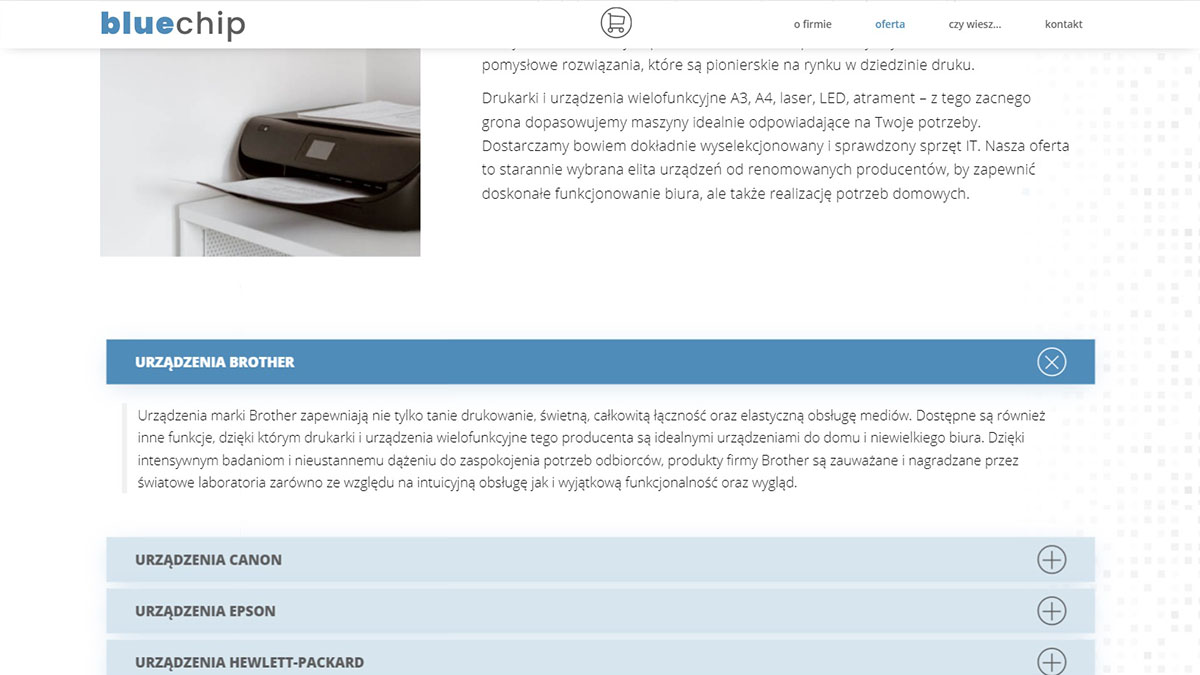 bluechip
o firmie
oferta
czy wiesz...
kontakt
pomysłowe rozwiązania, które są pionierskie na rynku w dziedzinie druku.
Drukarki i urządzenia wielofunkcyjne A3, A4, laser, LED, atrament – z tego zacnego
grona dopasowujemy maszyny idealnie odpowiadające na Twoje potrzeby.
Dostarczamy bowiem dokładnie wyselekcjonowany i sprawdzony sprzęt IT. Nasza oferta
to starannie wybrana elita urządzeń od renomowanych producentów, by zapewnić
doskonałe funkcjonowanie biura, ale także realizację potrzeb domowych.
URZĄDZENIA BROTHER
Urządzenia marki Brother zapewniają nie tylko tanie drukowanie, świetną, całkowitą łączność oraz elastyczną obsługę mediów. Dostępne są również
inne funkcje, dzięki którym drukarki i urządzenia wielofunkcyjne tego producenta są idealnymi urządzeniami do domu i niewielkiego biura. Dzięki
intensywnym badaniom i nieustannemu dążeniu do zaspokojenia potrzeb odbiorców, produkty firmy Brother są zauważane i nagradzane przez
światowe laboratoria zarówno ze względu na intuicyjną obsługę jak i wyjątkową funkcjonalność oraz wygląd.
URZĄDZENIA CANON
URZĄDZENIA EPSON
URZĄDZENIA HEWLETT-PACKARD